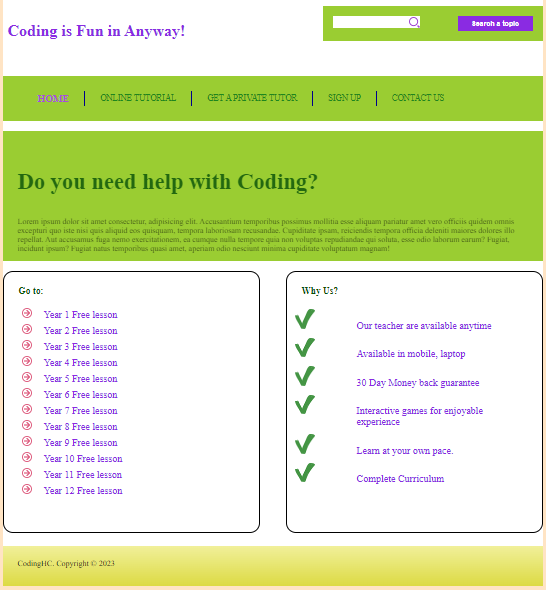 Coding is Fun in Anyway!
Search a topic
HOME
ONLINE TUTORIAL
GET A PRIVATE TUTOR
SIGN UP
CONTACT US
Do you need help with Coding?
Lorem ipsum dolor sit amet consectetur, adipisicing elit. Accusantium temporibus possimus mollitia esse aliquam pariatur amet vero officiis quidem omnis
excepturi quo iste nisi quis aliquid eos quisquam, tempora laboriosam recusandae. Cupiditate ipsam, reiciendis tempora officia deleniti maiores dolores illo
repellat. Aut accusamus fuga nemo exercitationem, ea cumque nulla tempore quia non voluptas repudiandae qui soluta, esse odio laborum earum? Fugiat,
incidunt ipsam? Fugiat natus temporibus quasi amet, aperiam odio nesciunt minima cupiditate voluptatum magnam!
Go to:
Year 1 Free lesson
Year 2 Free lesson
Year 3 Free lesson
Year 4 Free lesson
Year 5 Free lesson
Year 6 Free lesson
Year 7 Free lesson
Year 8 Free lesson
Year 9 Free lesson
Year 10 Free lesson
Year 11 Free lesson
Year 12 Free lesson
Why Us?
Our teacher are available anytime
Available in mobile, laptop
30 Day Money back guarantee
Interactive games for enjoyable
experience
Learn at your own pace.
Complete Curriculum
CodingHC. Copyright © 2023